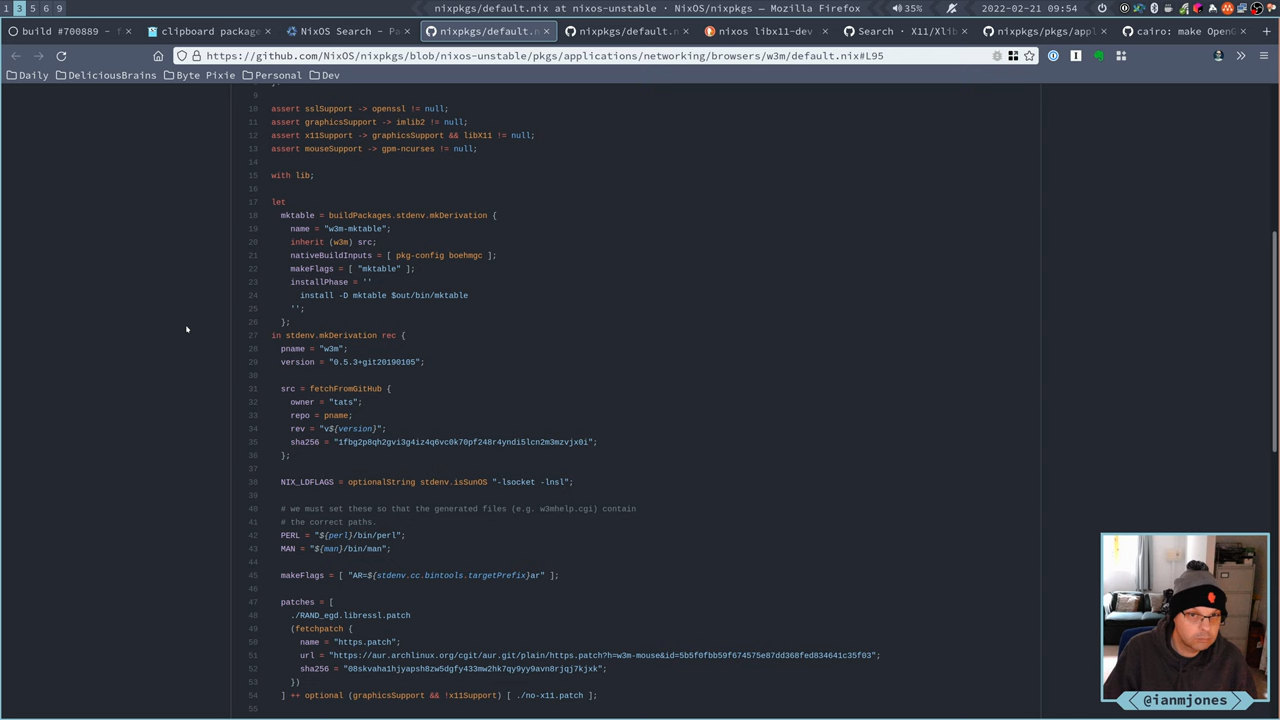 1 3 5 6 9
nixpkgs/default.nix at nixos-unstable · NixOS/nixpkgs — Mozilla Firefox
35%
2022-02-21 09:54
build #700889 - f
clipboard package
NixOS Search - Pa
nixpkgs/default.n
nixpkgs/default.n
nixos libx11-dev
Search · X11/Xlib
nixpkgs/pkgs/appl
cairo: make OpenG
https://github.com/NixOS/nixpkgs/blob/nixos-unstable/pkgs/applications/networking/browsers/w3m/default.nix#L95
Daily DeliciousBrains Byte Pixie Personal Dev
9
10 assert sslSupport -> openssl != null;
11 assert graphicsSupport -> imlib2 != null;
12 assert x11Support -> graphicsSupport && libX11 != null;
13 assert mouseSupport -> gpm-ncurses != null;
14
15 with lib;
16
17 let
18 mktable = buildPackages.stdenv.mkDerivation {
19 name = "w3m-mktable";
20 inherit (w3m) src;
21 nativeBuildInputs = [ pkg-config boehmgc ];
22 makeFlags = [ "mktable" ];
23 installPhase = ''
24 install -D mktable $out/bin/mktable
25 '';
26 };
27 in stdenv.mkDerivation rec {
28 pname = "w3m";
29 version = "0.5.3+git20190105";
30
31 src = fetchFromGitHub {
32 owner = "tats";
33 repo = pname;
34 rev = "v${version}";
35 sha256 = "1fbg2p8qh2gvi3g4iz4q6vc0k70pf248r4yndi5lcn2m3mzvjx0i";
36 };
37
38 NIX_LDFLAGS = optionalString stdenv.isSunOS "-lsocket -lnsl";
39
40 # we must set these so that the generated files (e.g. w3mhelp.cgi) contain
41 # the correct paths.
42 PERL = "${perl}/bin/perl";
43 MAN = "${man}/bin/man";
44
45 makeFlags = [ "AR=${stdenv.cc.bintools.targetPrefix}ar" ];
46
47 patches = [
48 ./RAND_egd.libressl.patch
49 (fetchpatch {
50 name = "https.patch";
51 url = "https://aur.archlinux.org/cgit/aur.git/plain/https.patch?h=w3m-mouse&id=5b5f0fbb59f674575e87dd368fed834641c35f03";
52 sha256 = "08skvaha1hjyapsh8zw5dgfy433mw2hk7qy9yy9avn8rjqj7kjxk";
53 })
54 ] ++ optional (graphicsSupport && !x11Support) [ ./no-x11.patch ];
55
@ianmjones